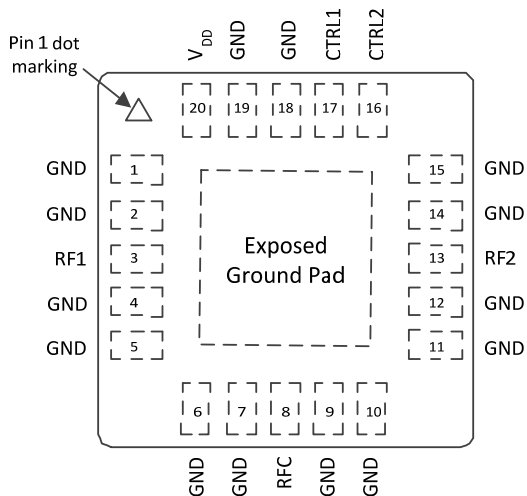 Pin 1 dot
marking
V_DD
GND
GND
CTRL1
CTRL2
20
19
18
17
16
GND
1
15
GND
GND
2
14
GND
RF1
3
13
RF2
GND
4
12
GND
GND
5
11
GND
Exposed
Ground Pad
6
7
8
9
10
GND
GND
RFC
GND
GND